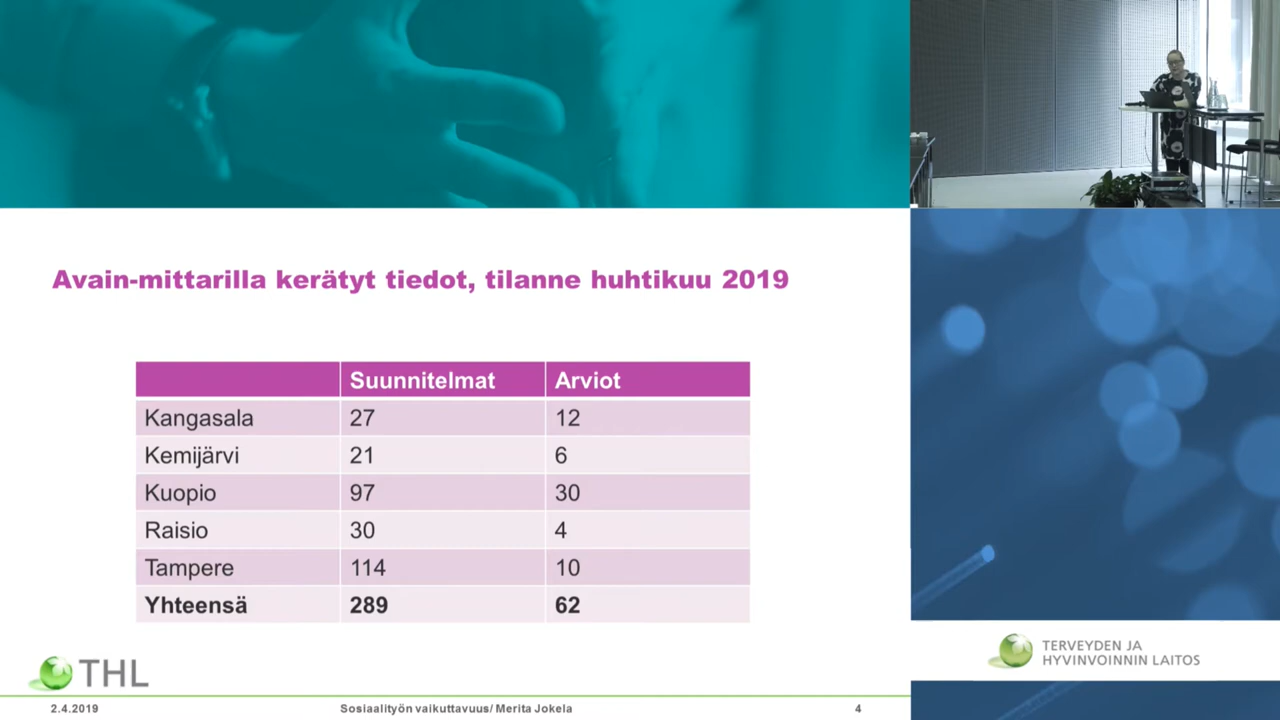 Avain-mittarilla kerätyt tiedot, tilanne huhtikuu 2019
Suunnitelmat Arviot
Kangasala 27 12
Kemijärvi 21 6
Kuopio 97 30
Raisio 30 4
Tampere 114 10
Yhteensä 289 62
THL
2.4.2019 Sosiaalityön vaikuttavuus/ Merita Jokela 4
TERVEYDEN JA
HYVINVOINNIN LAITOS